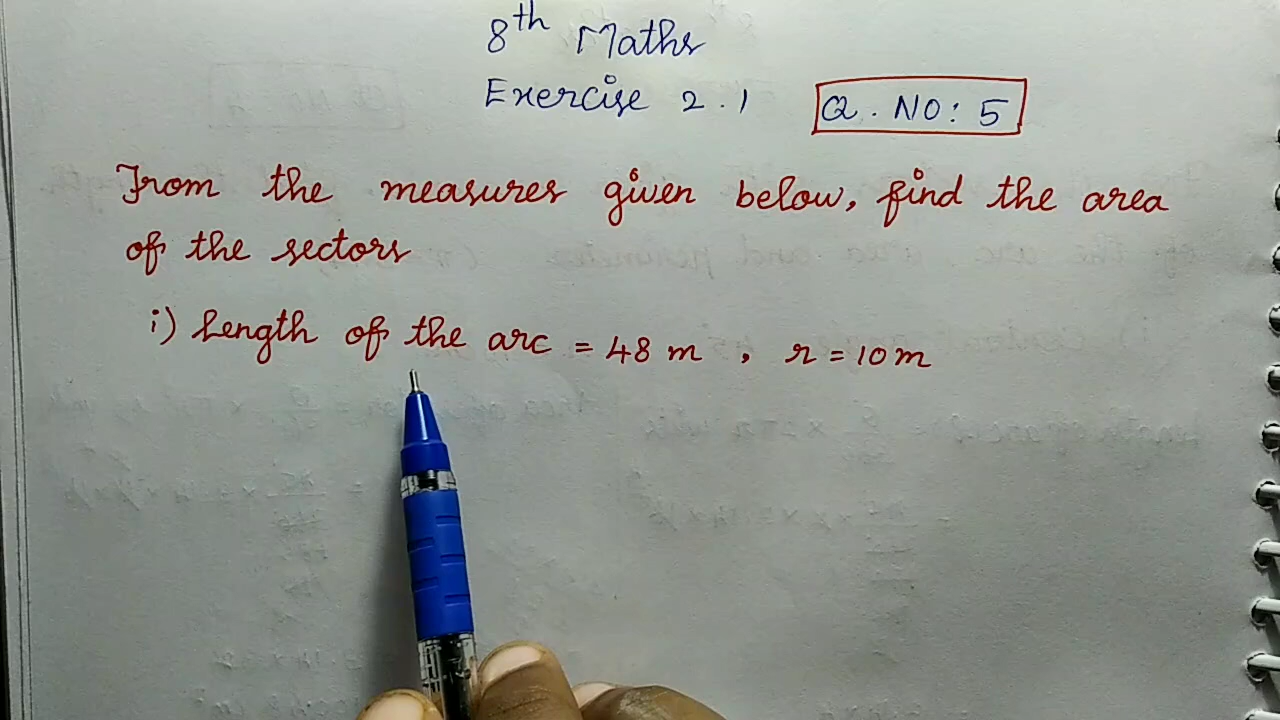 8th Maths
Exercise 2.1
Q. NO: 5
From the measures given below, find the area
of the sectors
i) Length of the arc = 48 m , r = 10 m